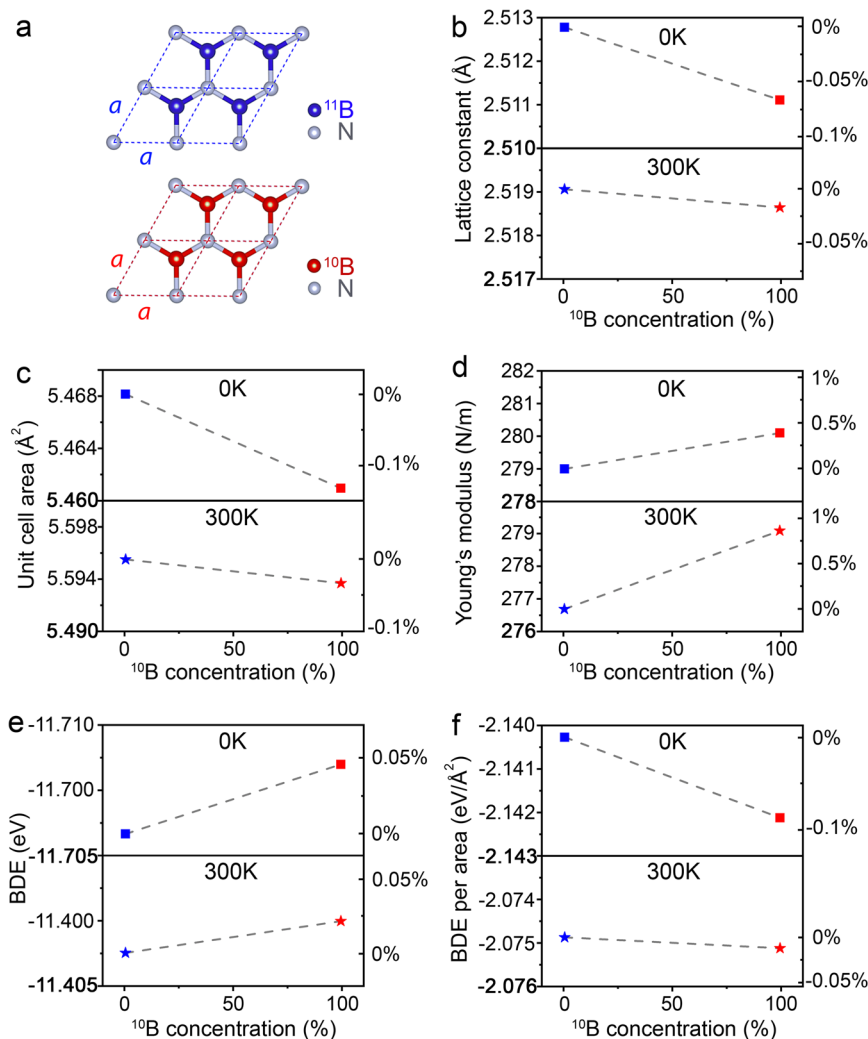 a
a
a
¹¹B
N
a
a
¹⁰B
N
b
Lattice constant (Å)
2.513
2.512
2.511
2.510
2.519
2.518
2.517
0K
300K
0%
-0.05%
-0.1%
0%
-0.05%
0
50
100
¹⁰B concentration (%)
c
Unit cell area (Å²)
5.468
5.464
5.460
5.598
5.594
5.490
0K
300K
0%
-0.1%
0%
-0.1%
0
50
100
¹⁰B concentration (%)
d
Young's modulus (N/m)
282
281
280
279
278
279
278
277
276
0K
300K
1%
0.5%
0%
1%
0.5%
0%
0
50
100
¹⁰B concentration (%)
e
BDE (eV)
-11.710
-11.700
-11.705
-11.400
-11.405
0K
300K
0.05%
0%
0.05%
0%
0
50
100
¹⁰B concentration (%)
f
BDE per area (eV/Å²)
-2.140
-2.141
-2.142
-2.143
-2.074
-2.075
-2.076
0K
300K
0%
-0.1%
0%
-0.05%
0
50
100
¹⁰B concentration (%)